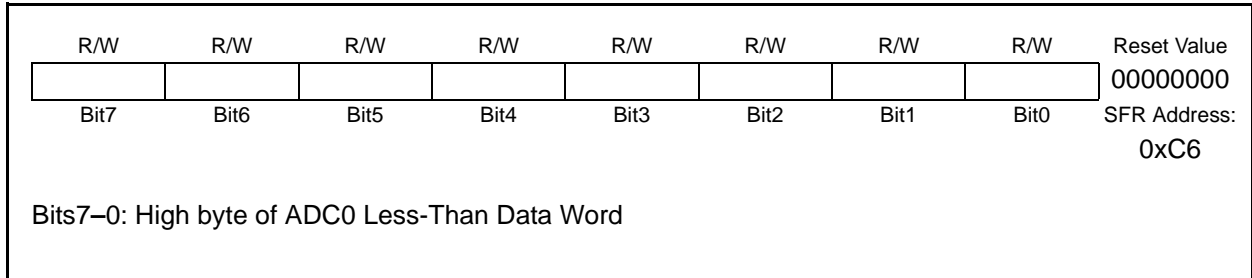 R/W R/W R/W R/W R/W R/W R/W R/W Reset Value
00000000
Bit7 Bit6 Bit5 Bit4 Bit3 Bit2 Bit1 Bit0 SFR Address:
0xC6
Bits7–0: High byte of ADC0 Less-Than Data Word